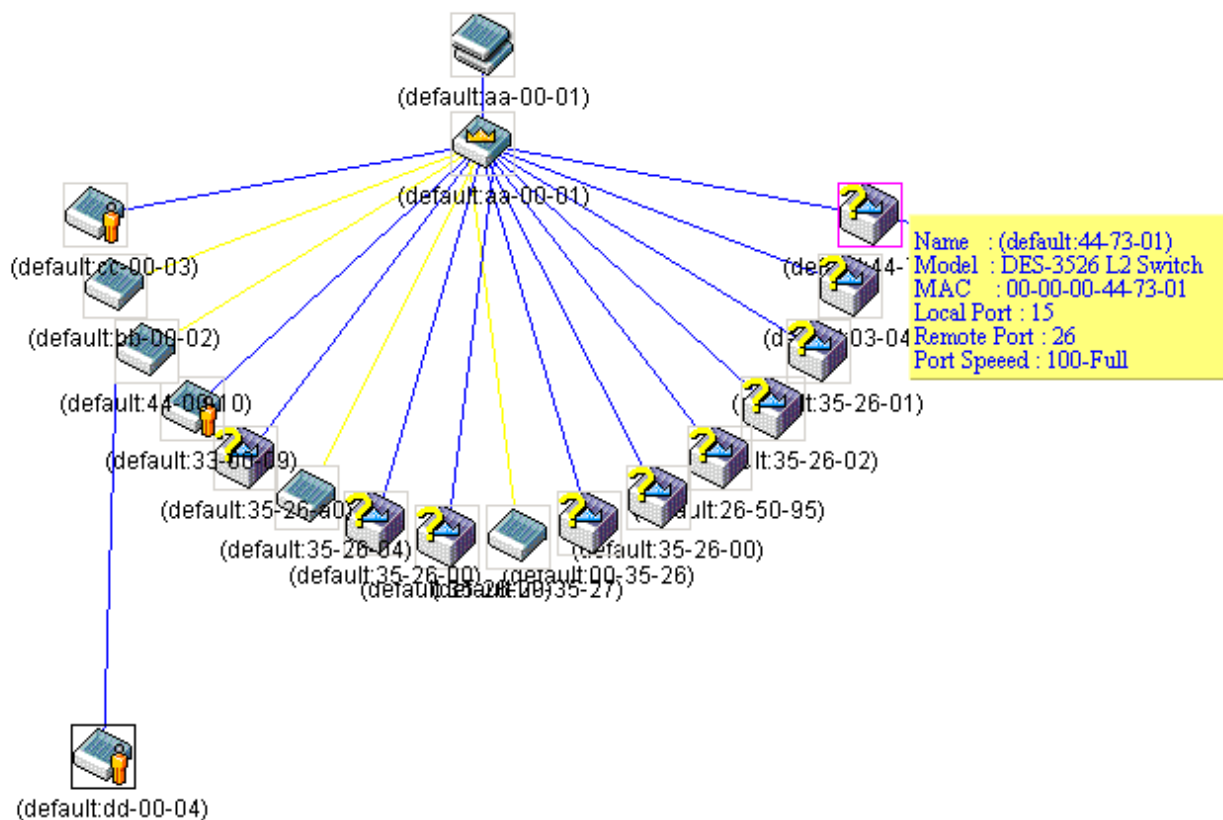 (default:aa-00-01)
(default:aa-00-01)
(default:cc-00-03)
(default:bb-00-02)
(default:44-00-10)
(default:33-00-09)
(default:35-26-a0)
(default:35-26-04)
(default:35-26-00)
(default:35-27)
(default:00-35-26)
(default:35-26-00)
26-50-95)
35-26-02)
35-26-01)
03-04
Name : (default:44-73-01)
Model : DES-3526 L2 Switch
MAC : 00-00-00-44-73-01
Local Port : 15
Remote Port : 26
Port Speeed : 100-Full
(default:dd-00-04)